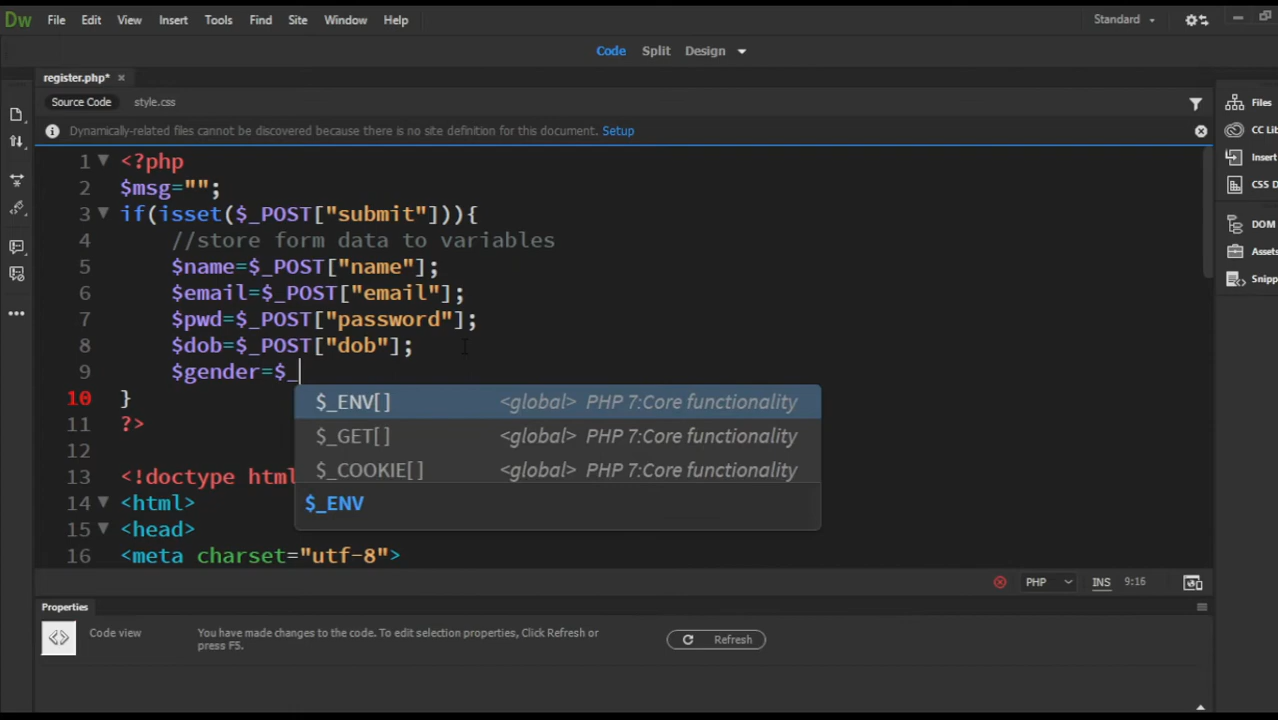 Dw File Edit View Insert Tools Find Site Window Help Standard
Code Split Design
register.php* ×
Source Code style.css
Dynamically-related files cannot be discovered because there is no site definition for this document. Setup
1 <?php
2 $msg="";
3 if(isset($_POST["submit"])){
4 //store form data to variables
5 $name=$_POST["name"];
6 $email=$_POST["email"];
7 $pwd=$_POST["password"];
8 $dob=$_POST["dob"];
9 $gender=$_
10 }
11 ?>
12
13 <!doctype html
14 <html>
15 <head>
16 <meta charset="utf-8">
$_ENV[] <global> PHP 7:Core functionality
$_GET[] <global> PHP 7:Core functionality
$_COOKIE[] <global> PHP 7:Core functionality
$_ENV
Files
CC Lib
Insert
CSS D
DOM
Assets
Snipp
PHP INS 9:16
Properties
Code view
You have made changes to the code. To edit selection properties, Click Refresh or
press F5.
Refresh